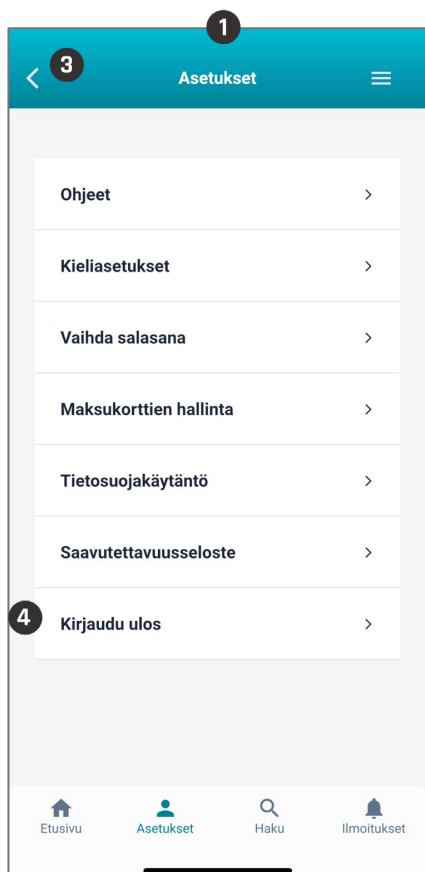 1
3
Asetukset
Ohjeet
Kieliasetukset
Vaihda salasana
Maksukorttien hallinta
Tietosuojakäytäntö
Saavutettavuusseloste
4
Kirjaudu ulos
Etusivu
Asetukset
Haku
Ilmoitukset